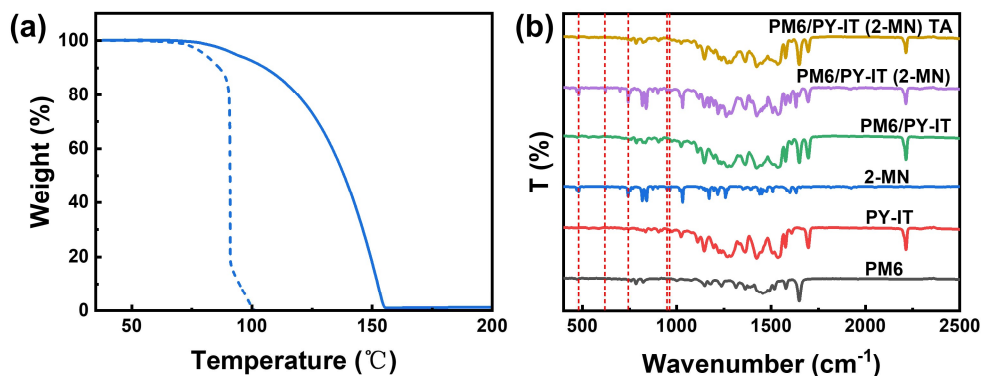 (a)
100
80
60
40
20
0
Weight (%)
50
100
150
200
Temperature (℃)
(b)
PM6/PY-IT (2-MN) TA
PM6/PY-IT (2-MN)
PM6/PY-IT
2-MN
PY-IT
PM6
T (%)
500
1000
1500
2000
2500
Wavenumber (cm⁻¹)